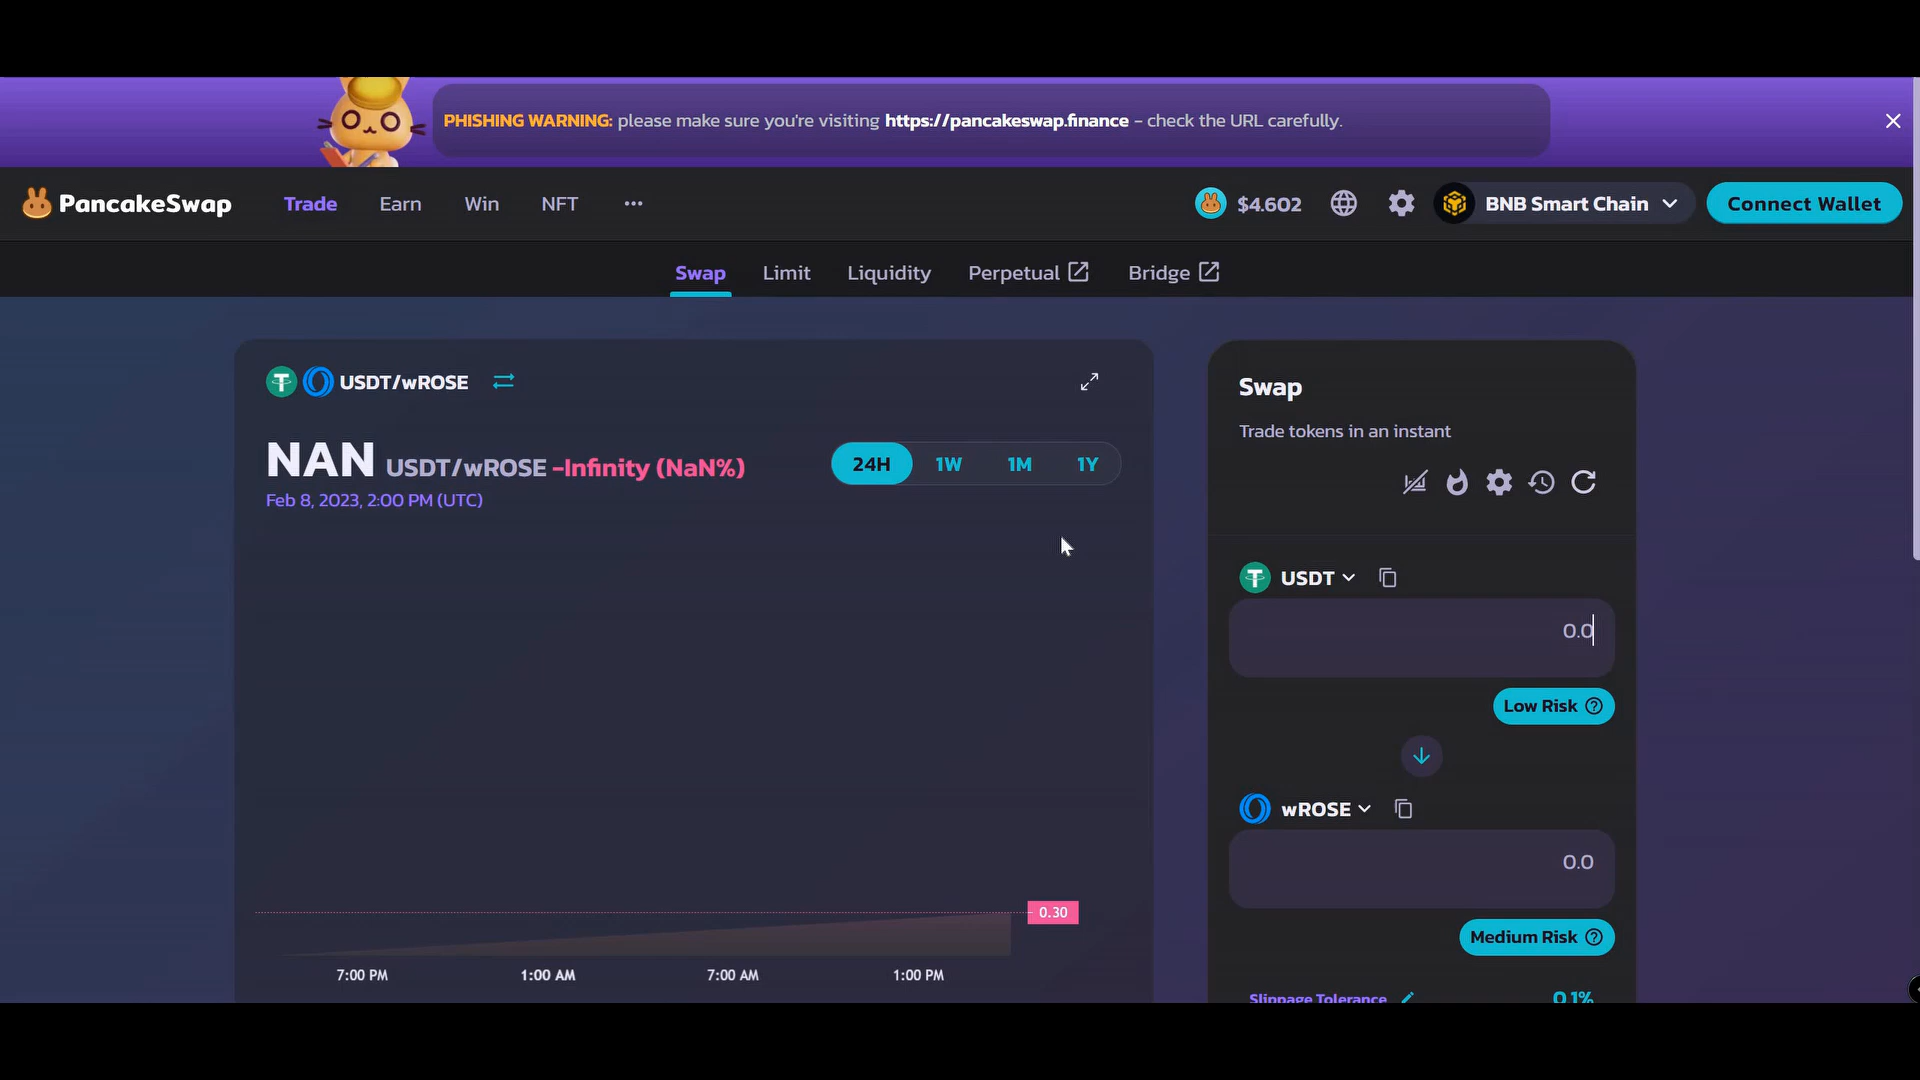 PHISHING WARNING: please make sure you're visiting https://pancakeswap.finance - check the URL carefully.
PancakeSwap
Trade
Earn
Win
NFT
$4.602
BNB Smart Chain
Connect Wallet
Swap
Limit
Liquidity
Perpetual
Bridge
USDT/wROSE
NAN USDT/wROSE -Infinity (NaN%)
Feb 8, 2023, 2:00 PM (UTC)
24H
1W
1M
1Y
0.30
7:00 PM
1:00 AM
7:00 AM
1:00 PM
Swap
Trade tokens in an instant
USDT
0.0
Low Risk
wROSE
0.0
Medium Risk
Slippage Tolerance
0.1%